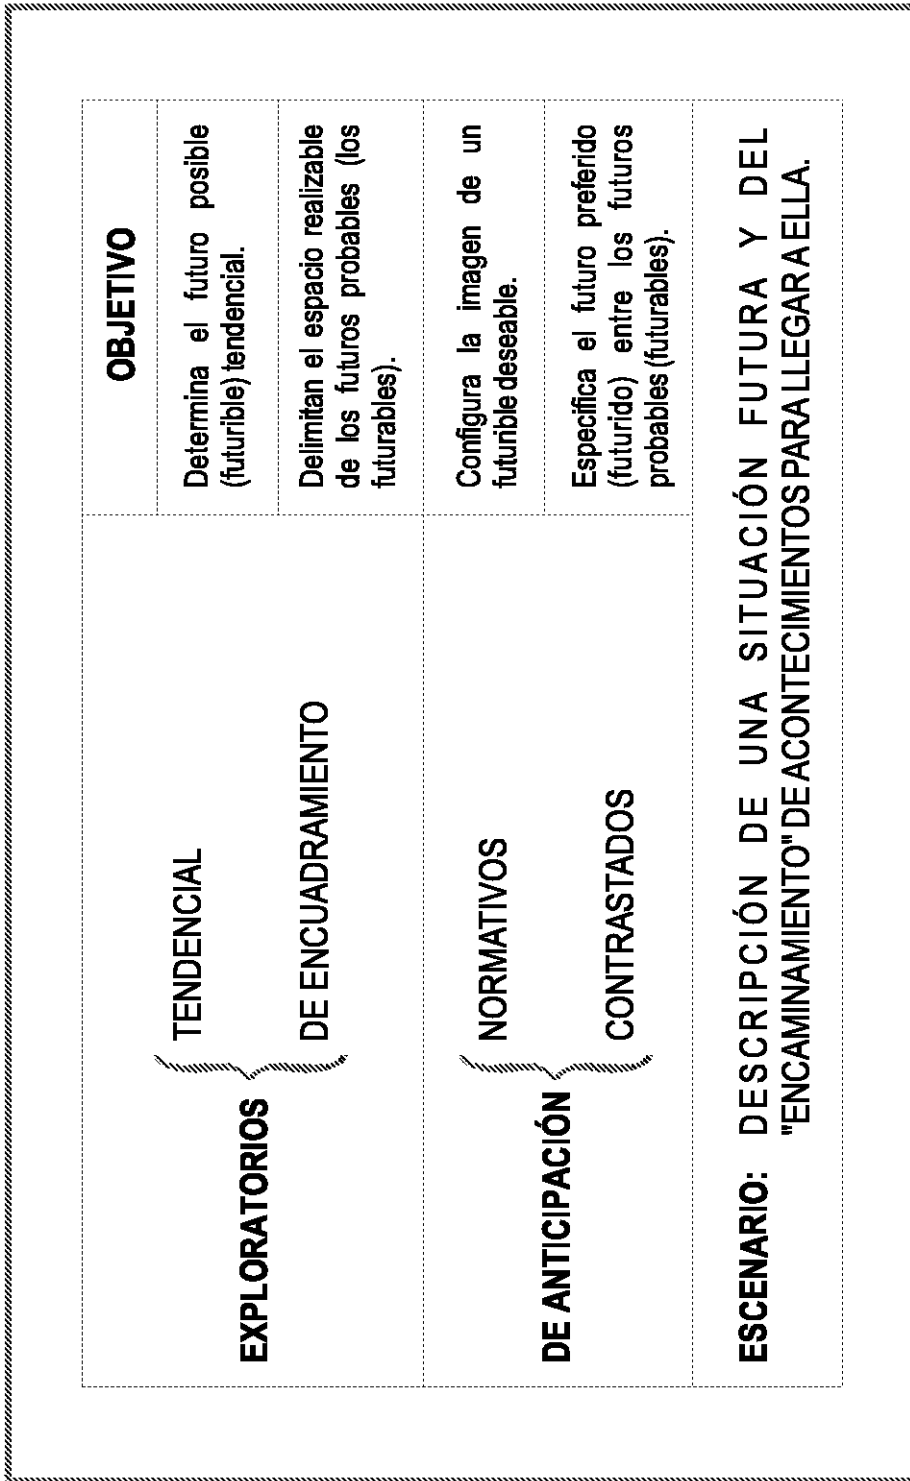 OBJETIVO
EXPLORATORIOS
TENDENCIAL
Determina el futuro posible
(futurible) tendencial.
DE ENCUADRAMIENTO
Delimitan el espacio realizable
de los futuros probables (los
futurables).
DE ANTICIPACIÓN
NORMATIVOS
Configura la imagen de un
futurible deseable.
CONTRASTADOS
Especifica el futuro preferido
(futurido) entre los futuros
probables (futurables).
ESCENARIO: DESCRIPCIÓN DE UNA SITUACIÓN FUTURA Y DEL
"ENCAMINAMIENTO" DE ACONTECIMIENTOS PARA LLEGAR A ELLA.